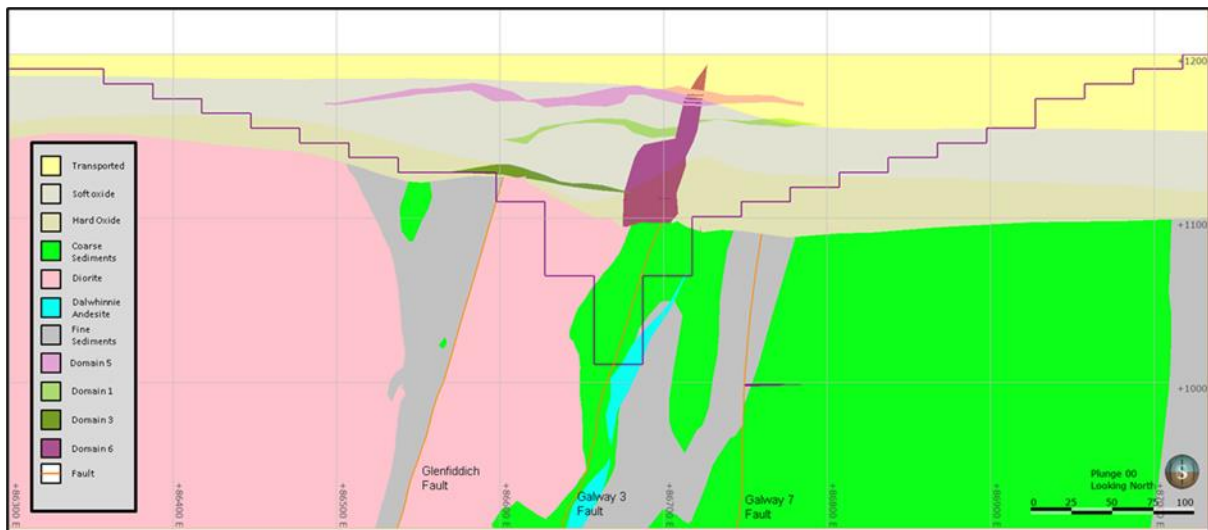 +1200
Transported
Soft oxide
Hard Oxide
Coarse
Sediments
Diorite
Dalwhinnie
Andesite
Fine
Sediments
Domain 5
Domain 1
Domain 3
Domain 6
Fault
+1100
+1000
Glenfiddich
Fault
Galway 3
Fault
Galway 7
Fault
Plunge 00
Looking North
S
0 25 50 75 100
+86300 E
+86400 E
+86500 E
+86600 E
+86700 E
+86800 E
+86900 E